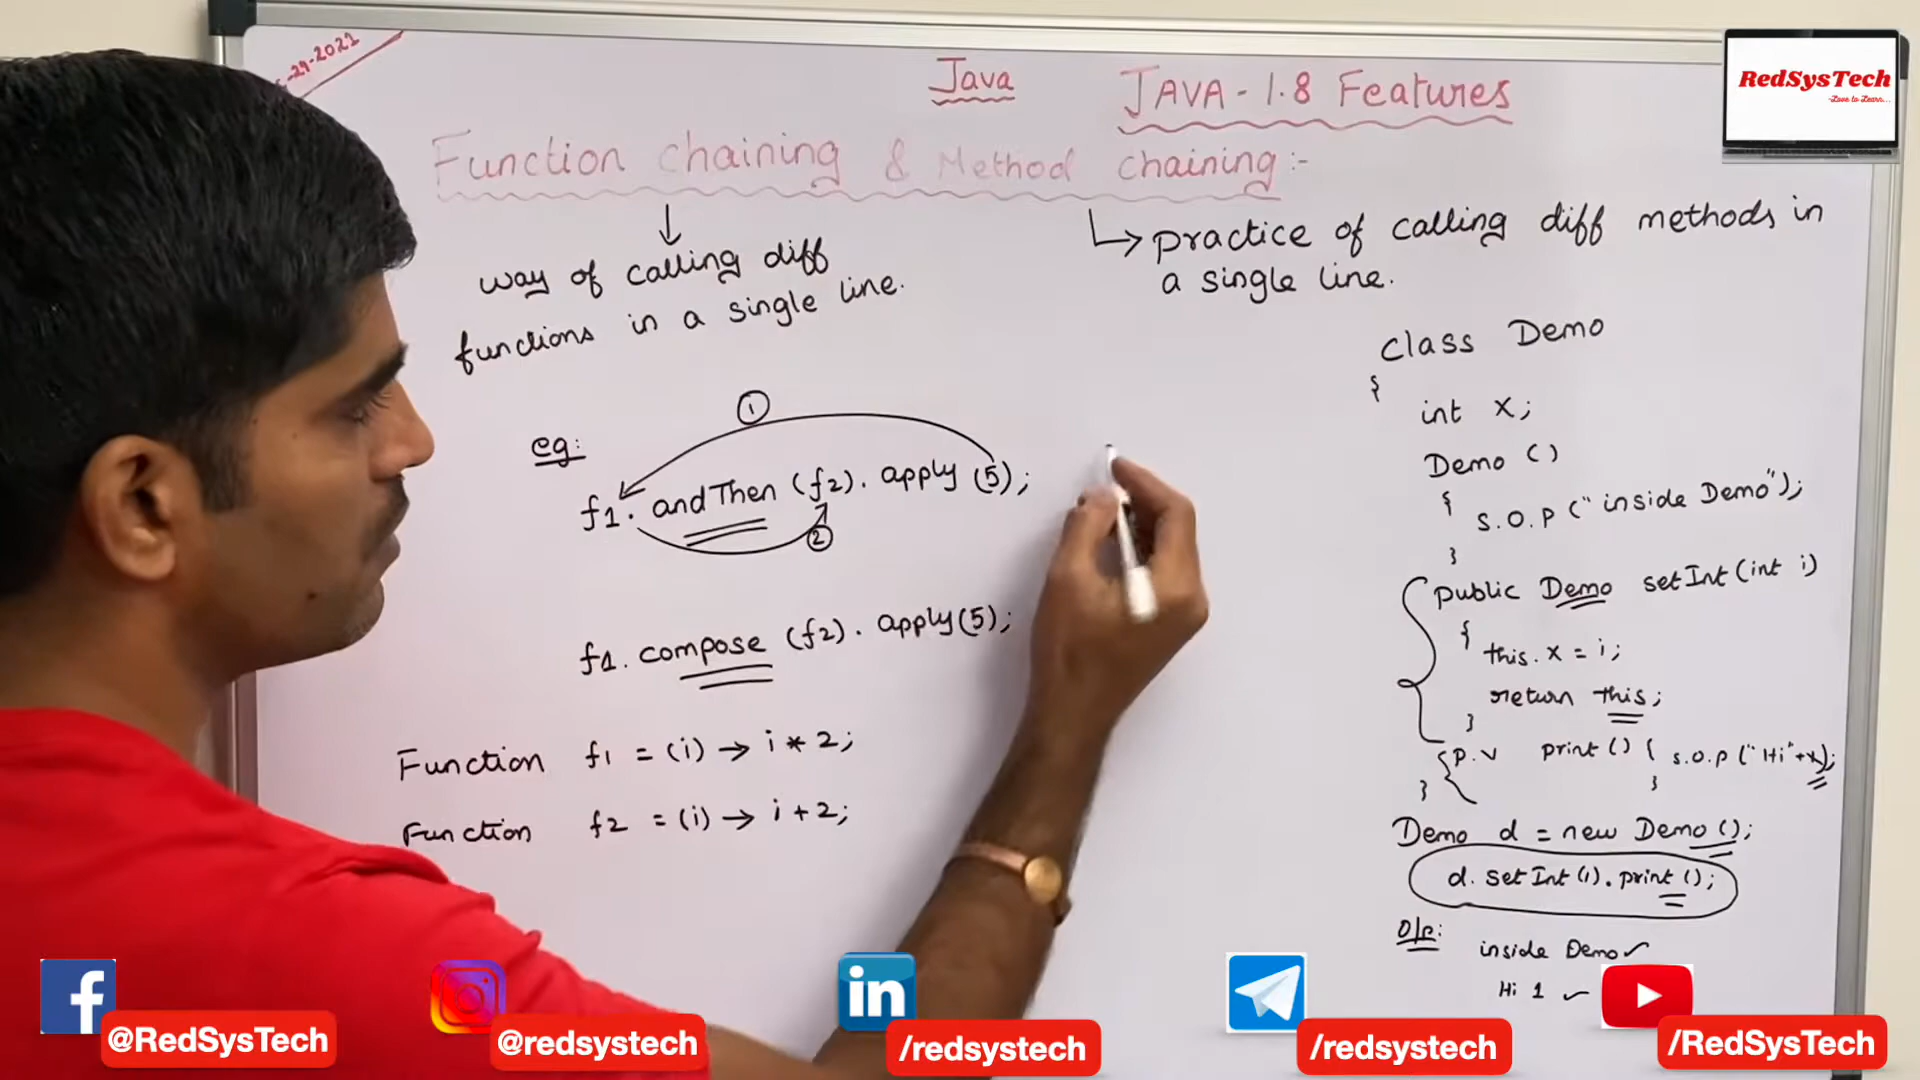 -29-2021
Java
JAVA - 1.8 Features
RedSysTech
-Love to Learn...
Function chaining & Method chaining :-
way of calling diff
functions in a single line.
eg:
①
f1. andThen (f2). apply (5);
②
f1. compose (f2). apply (5);
Function f1 = (i) → i * 2;
Function f2 = (i) → i + 2;
practice of calling diff methods in
a single line.
class Demo
{
int x;
Demo ()
{
S.O.P (" inside Demo");
}
public Demo setInt (int i)
{
this. x = i;
return this;
}
P. V print () { S.O.P ("Hi"+x);
}
}
Demo d = new Demo ();
d. setInt (1). print ();
O/P:
inside Demo ✓
Hi 1 ✓
@RedSysTech
@redsystech
in
/redsystech
/redsystech
/RedSysTech